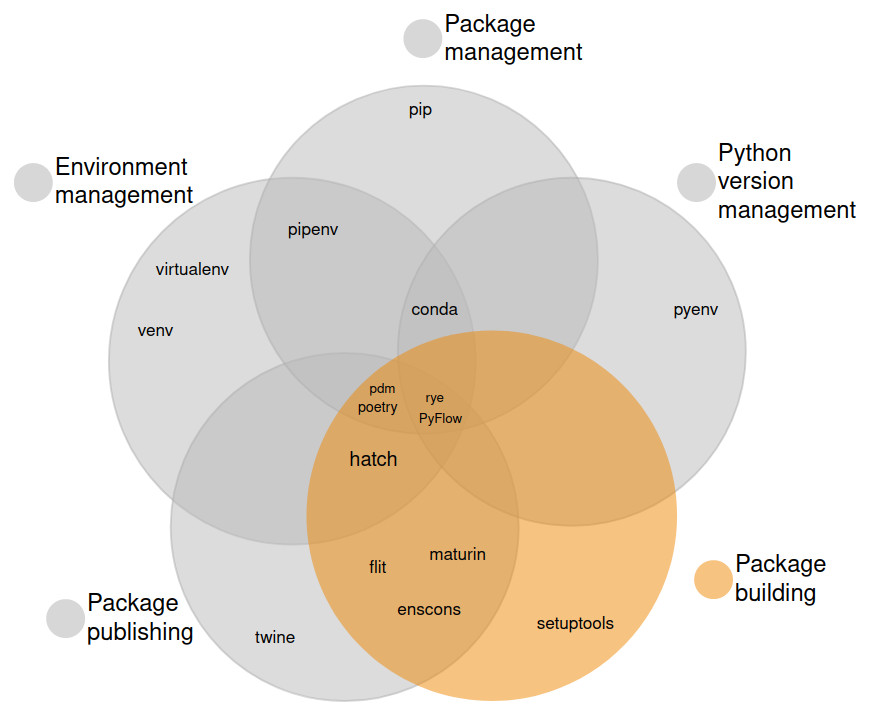 Package
management
pip
Environment
management
Python
version
management
pipenv
virtualenv
venv
conda
pyenv
pdm
poetry
rye
PyFlow
hatch
maturin
flit
enscons
Package
building
Package
publishing
twine
setuptools